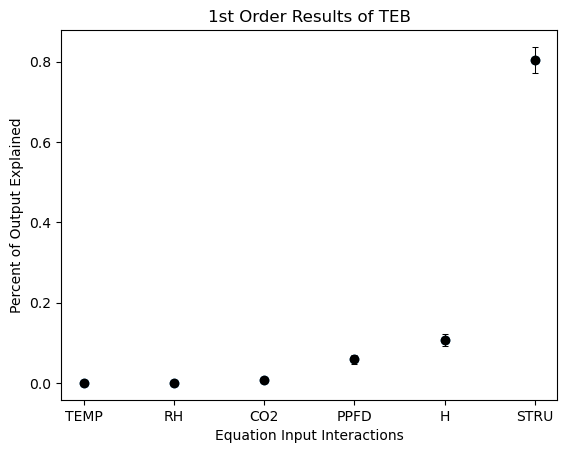 1st Order Results of TEB
Percent of Output Explained
0.8
0.6
0.4
0.2
0.0
TEMP RH CO2 PPFD H STRU
Equation Input Interactions